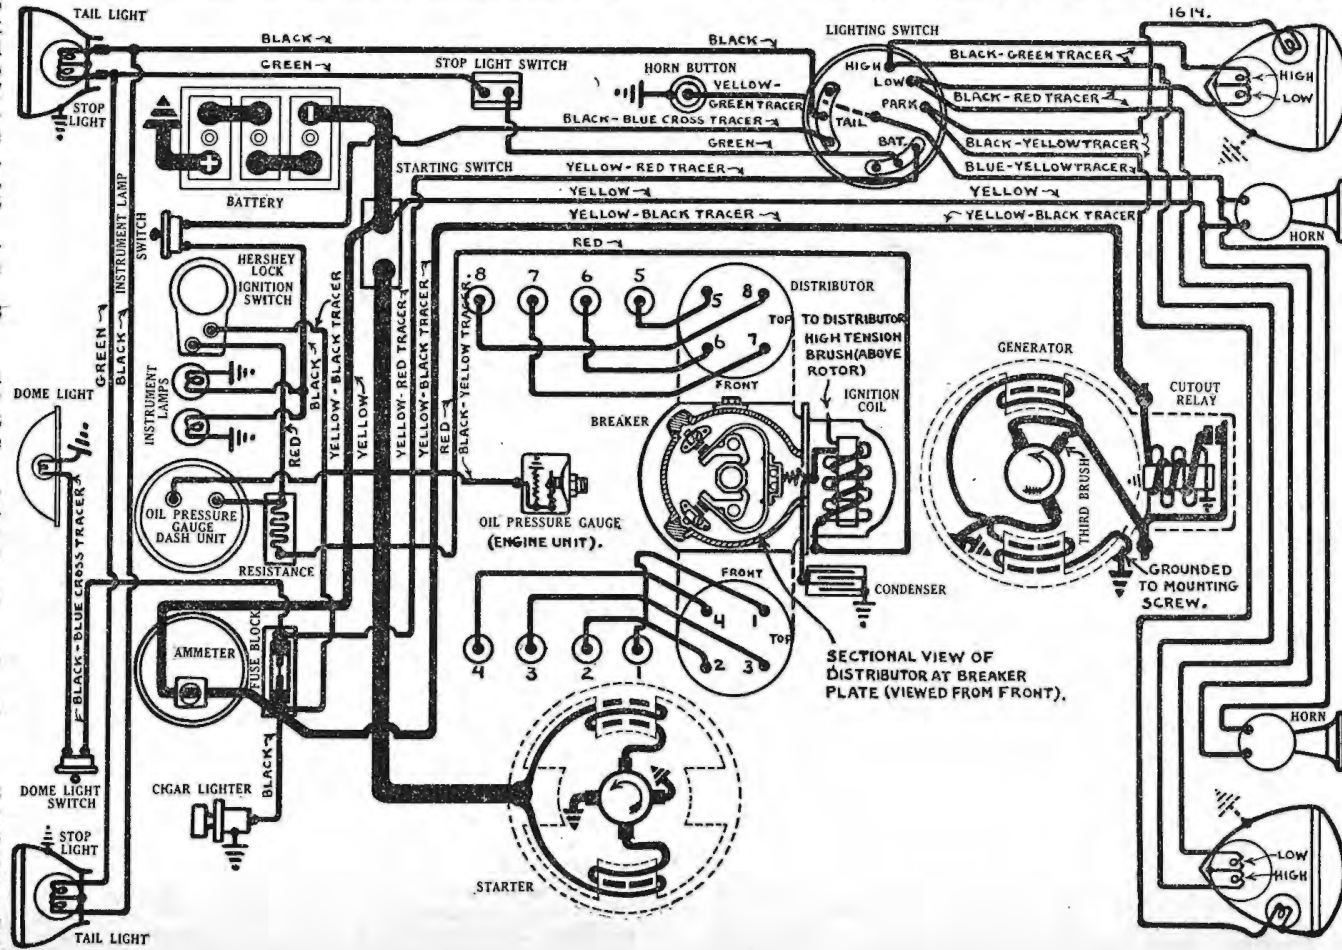 TAIL LIGHT
BLACK
BLACK
LIGHTING SWITCH
1614.
GREEN
STOP LIGHT SWITCH
HORN BUTTON
HIGH
BLACK-GREEN TRACER
HIGH
LOW
YELLOW-
GREEN TRACER
LOW
BLACK-RED TRACER
STOP
LIGHT
PARK
TAIL
BLACK-BLUE CROSS TRACER
BAT.
BLACK-YELLOW TRACER
GREEN
STARTING SWITCH
YELLOW-RED TRACER
BLUE-YELLOW TRACER
BATTERY
YELLOW
YELLOW
YELLOW-BLACK TRACER
YELLOW-BLACK TRACER
HORN
RED
INSTRUMENT LAMP
SWITCH
HERSHEY
LOCK
IGNITION
SWITCH
8 7 6 5
5 8
DISTRIBUTOR
TOP
6 7
FRONT
TO DISTRIBUTOR
HIGH TENSION
BRUSH (ABOVE
ROTOR)
GREEN
BLACK
BLACK
YELLOW-BLACK TRACER
YELLOW
YELLOW-RED TRACER
YELLOW-BLACK TRACER
RED
BLACK-YELLOW TRACER.
GENERATOR
CUTOUT
RELAY
DOME LIGHT
INSTRUMENT
LAMPS
BREAKER
IGNITION
COIL
RED
THIRD BRUSH
OIL PRESSURE
GAUGE
DASH UNIT
OIL PRESSURE GAUGE
(ENGINE UNIT).
RESISTANCE
BLACK-BLUE CROSS TRACER
FRONT
4 1
TOP
2 3
CONDENSER
GROUNDED
TO MOUNTING
SCREW.
AMMETER
FUSE BLOCK
4 3 2 1
SECTIONAL VIEW OF
DISTRIBUTOR AT BREAKER
PLATE (VIEWED FROM FRONT).
HORN
BLACK
DOME LIGHT
SWITCH
CIGAR LIGHTER
STOP
LIGHT
LOW
HIGH
STARTER
TAIL LIGHT